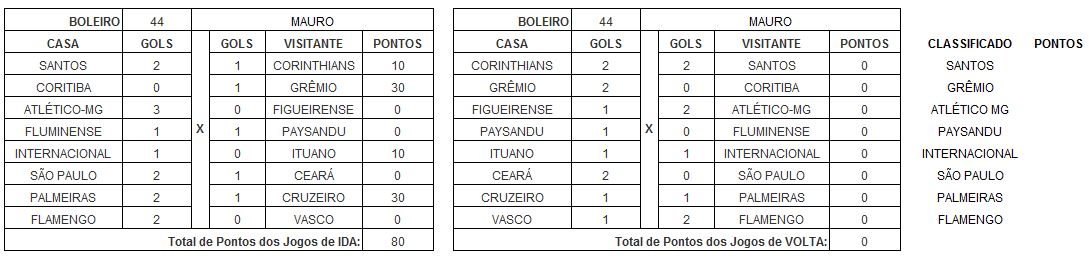 BOLEIRO 44 MAURO BOLEIRO 44 MAURO
CASA GOLS X GOLS VISITANTE PONTOS CASA GOLS X GOLS VISITANTE PONTOS CLASSIFICADO PONTOS
SANTOS 2 1 CORINTHIANS 10 CORINTHIANS 2 2 SANTOS 0 SANTOS
CORITIBA 0 1 GRÊMIO 30 GRÊMIO 2 0 CORITIBA 0 GRÊMIO
ATLÉTICO-MG 3 0 FIGUEIRENSE 0 FIGUEIRENSE 1 2 ATLÉTICO-MG 0 ATLÉTICO MG
FLUMINENSE 1 1 PAYSANDU 0 PAYSANDU 1 0 FLUMINENSE 0 PAYSANDU
INTERNACIONAL 1 0 ITUANO 10 ITUANO 1 1 INTERNACIONAL 0 INTERNACIONAL
SÃO PAULO 2 1 CEARÁ 0 CEARÁ 2 0 SÃO PAULO 0 SÃO PAULO
PALMEIRAS 2 1 CRUZEIRO 30 CRUZEIRO 1 1 PALMEIRAS 0 PALMEIRAS
FLAMENGO 2 0 VASCO 0 VASCO 1 2 FLAMENGO 0 FLAMENGO
Total de Pontos dos Jogos de IDA: 80 Total de Pontos dos Jogos de VOLTA: 0